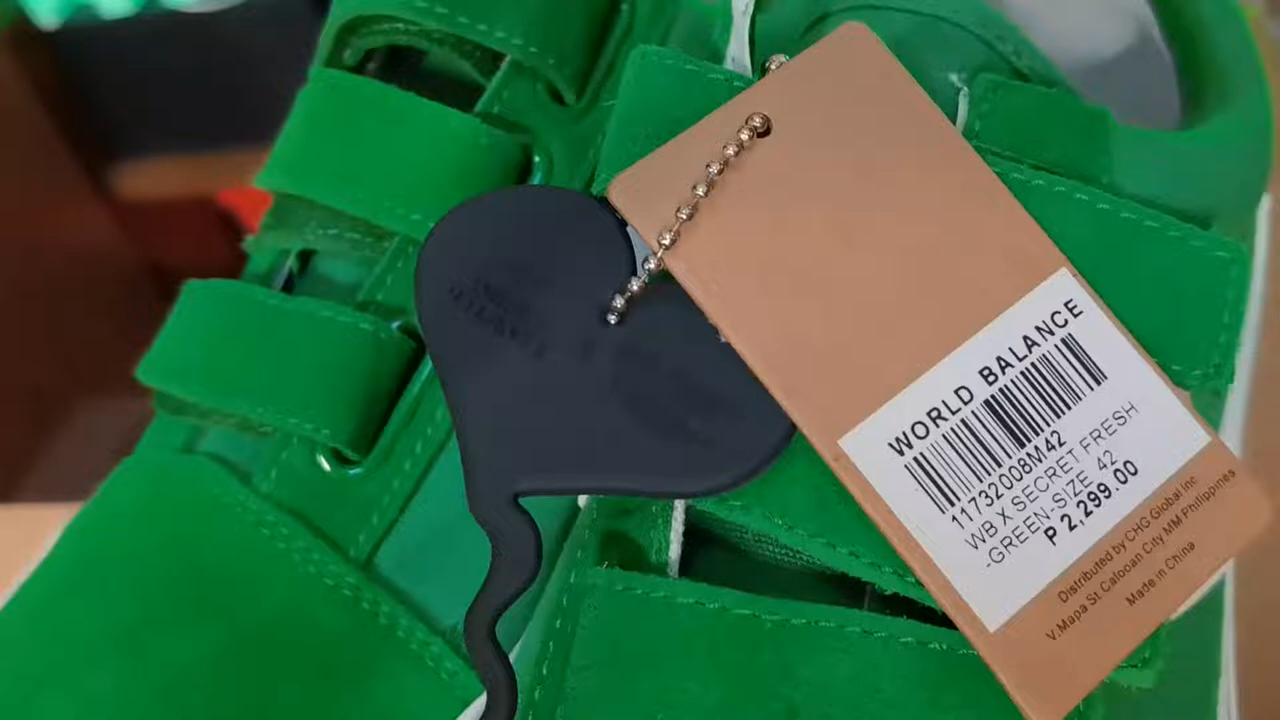 WORLD BALANCE
11732008M42
WB X SECRET FRESH
-GREEN-SIZE 42
P 2,299.00
Distributed by CHG Global Inc
V.Mapa St Calooan City.MM Philippines
Made in China